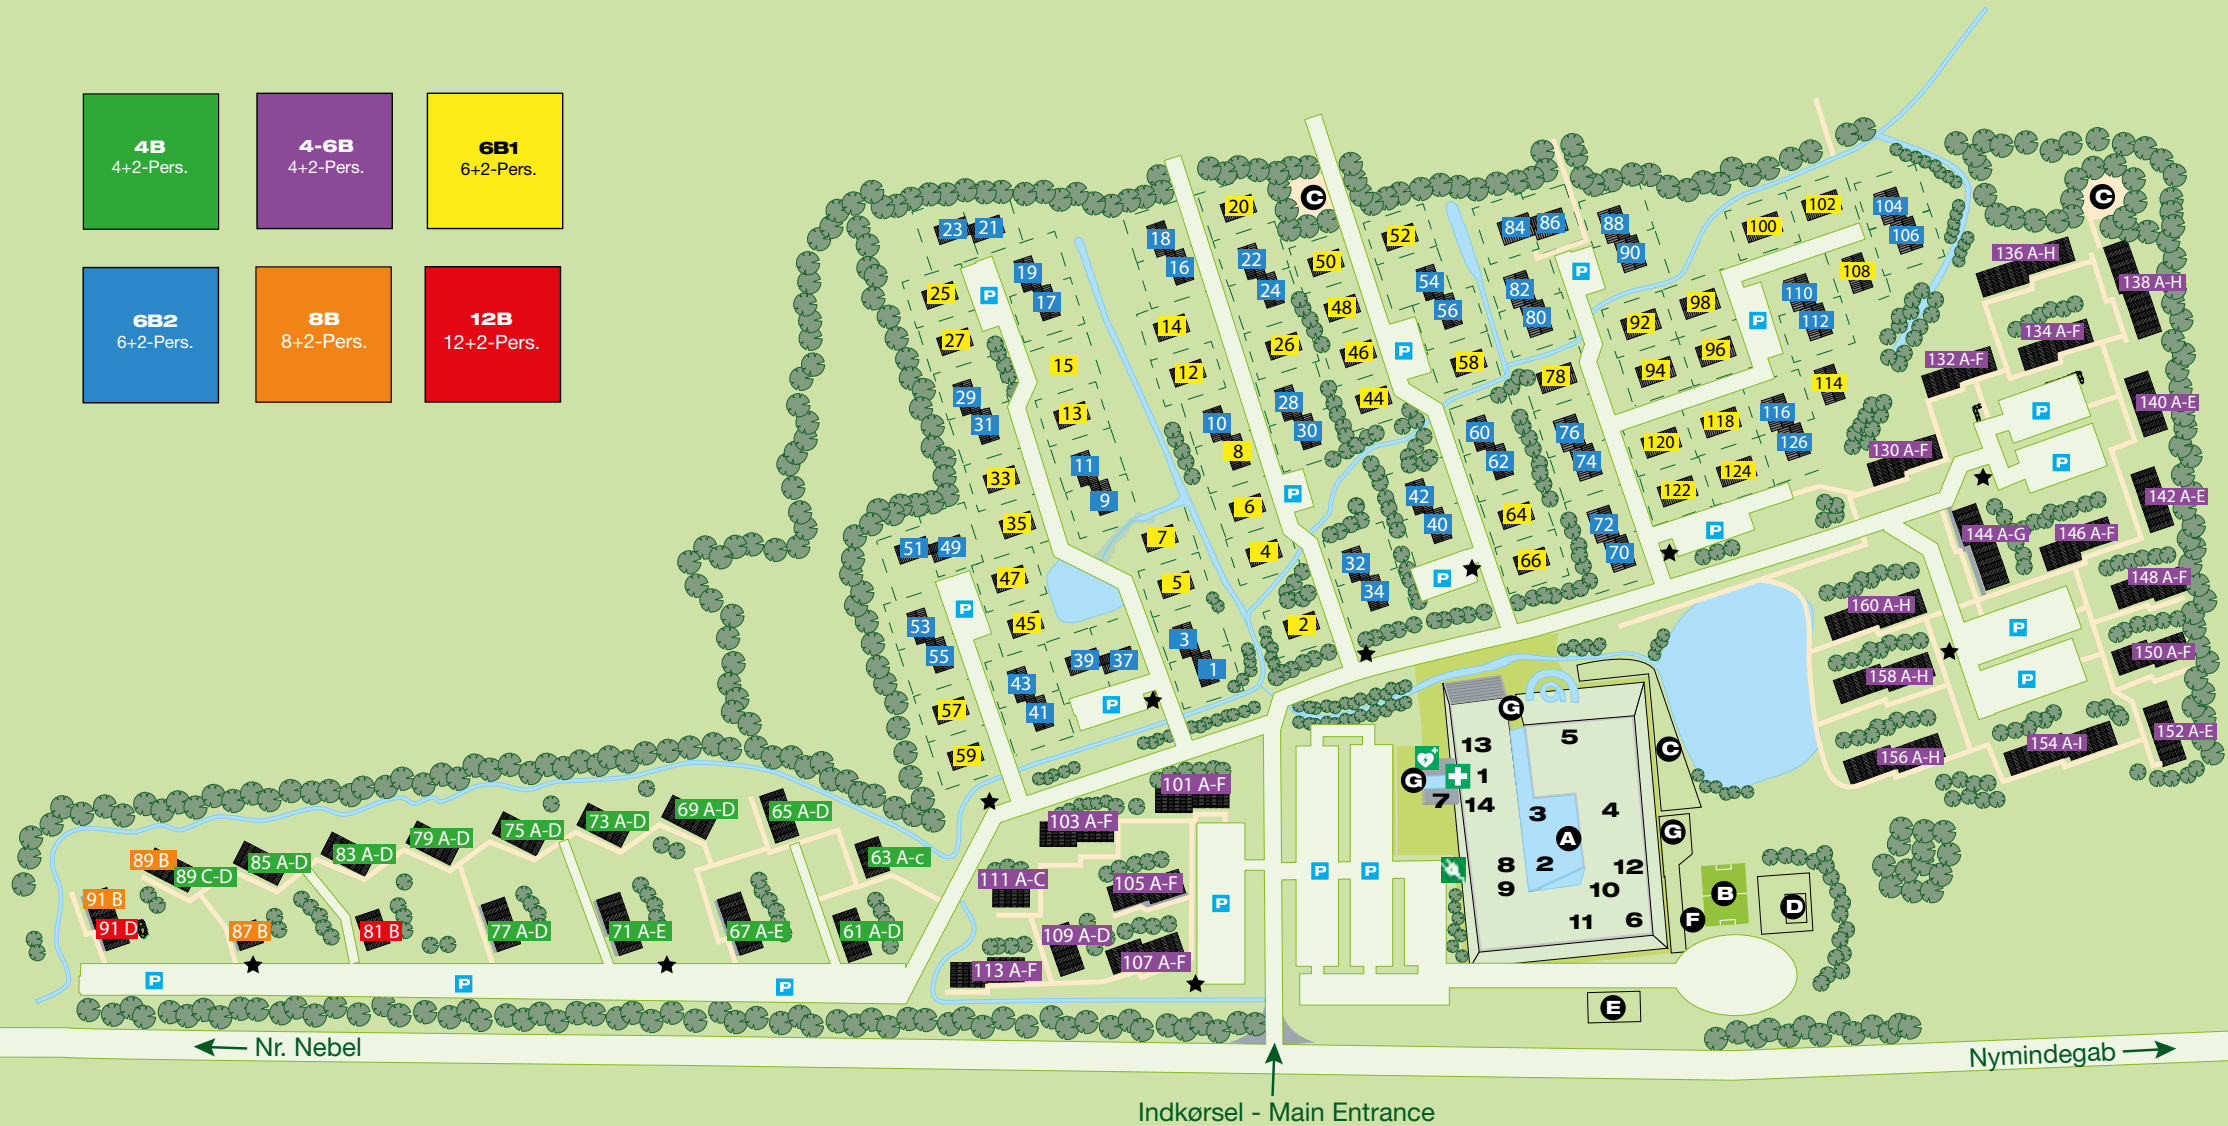 4B
4+2-Pers.
4-6B
4+2-Pers.
6B1
6+2-Pers.
6B2
6+2-Pers.
8B
8+2-Pers.
12B
12+2-Pers.
23
21
25
P
19
17
27
15
29
31
13
33
11
9
35
51
49
47
P
53
55
45
43
41
39
37
P
57
59
18
16
14
12
10
8
6
7
5
4
3
1
2
20
C
22
24
50
48
26
46
28
30
44
P
42
40
32
34
P
52
54
56
P
58
60
62
64
66
84
86
88
90
P
82
80
78
76
74
72
70
92
98
94
96
P
100
102
104
106
108
110
112
114
116
126
118
120
124
122
P
C
136 A-H
138 A-H
134 A-F
132 A-F
140 A-E
P
130 A-F
P
142 A-E
144 A-G
146 A-F
148 A-F
160 A-H
P
150 A-F
158 A-H
P
152 A-E
154 A-I
156 A-H
89 B
89 C-D
85 A-D
83 A-D
79 A-D
75 A-D
73 A-D
69 A-D
65 A-D
63 A-c
91 B
91 D
87 B
81 B
77 A-D
71 A-E
67 A-E
61 A-D
P
P
P
101 A-F
103 A-F
111 A-C
105 A-F
109 A-D
107 A-F
113 A-F
P
P
P
G
13
5
C
G
1
7
14
3
4
A
G
8
2
12
9
10
11
6
F
B
D
E
Nr. Nebel
Nymindegab
Indkørsel - Main Entrance